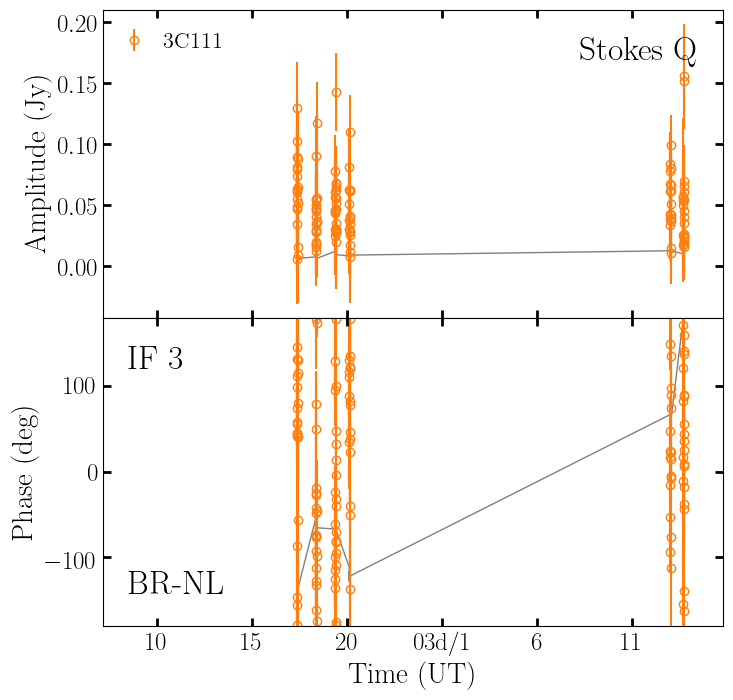 0.20
3C111
Stokes Q
0.15
0.10
0.05
0.00
Amplitude (Jy)
IF 3
100
0
−100
Phase (deg)
BR-NL
10 15 20 03d/1 6 11
Time (UT)